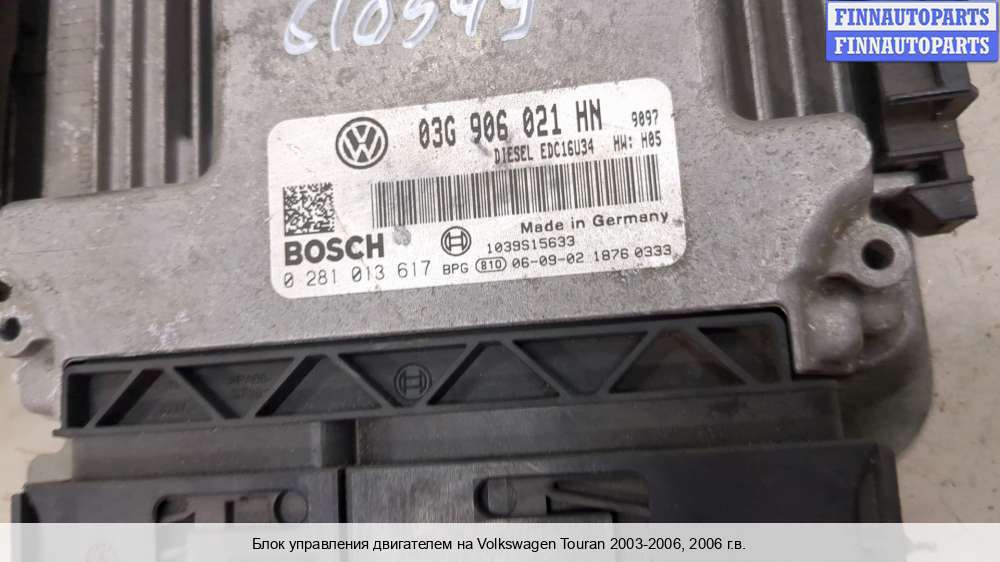 FINNAUTOPARTS
FINNAUTOPARTS
03G 906 021 HN 9097
DIESEL EDC16U34 HW: H05
Made in Germany
BOSCH 1039S15633
0 281 013 617 BPG 810 06-09-02 1876 0333
Блок управления двигателем на Volkswagen Touran 2003-2006, 2006 г.в.